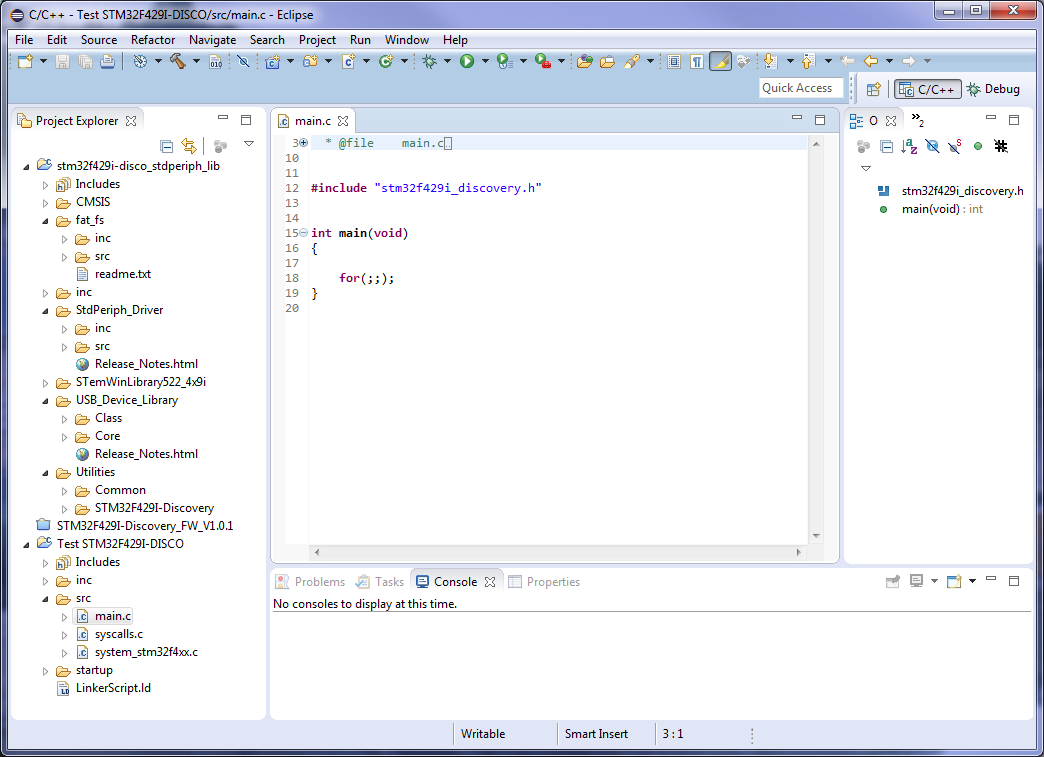 C/C++ - Test STM32F429I-DISCO/src/main.c - Eclipse
File Edit Source Refactor Navigate Search Project Run Window Help
Quick Access
C/C++ Debug
Project Explorer
stm32f429i-disco_stdperiph_lib
Includes
CMSIS
fat_fs
inc
src
readme.txt
inc
StdPeriph_Driver
inc
src
Release_Notes.html
STemWinLibrary522_4x9i
USB_Device_Library
Class
Core
Release_Notes.html
Utilities
Common
STM32F429I-Discovery
STM32F429I-Discovery_FW_V1.0.1
Test STM32F429I-DISCO
Includes
inc
src
main.c
syscalls.c
system_stm32f4xx.c
startup
LinkerScript.ld
main.c
3 * @file main.c
10
11
12 #include "stm32f429i_discovery.h"
13
14
15 int main(void)
16 {
17
18 for(;;);
19 }
20
O »2
stm32f429i_discovery.h
main(void) : int
Problems Tasks Console Properties
No consoles to display at this time.
Writable Smart Insert 3 : 1